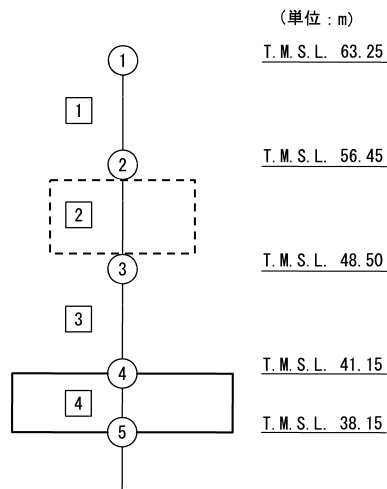 (単位：m)
① T.M.S.L. 63.25
1
② T.M.S.L. 56.45
2
③ T.M.S.L. 48.50
3
④ T.M.S.L. 41.15
4
⑤ T.M.S.L. 38.15